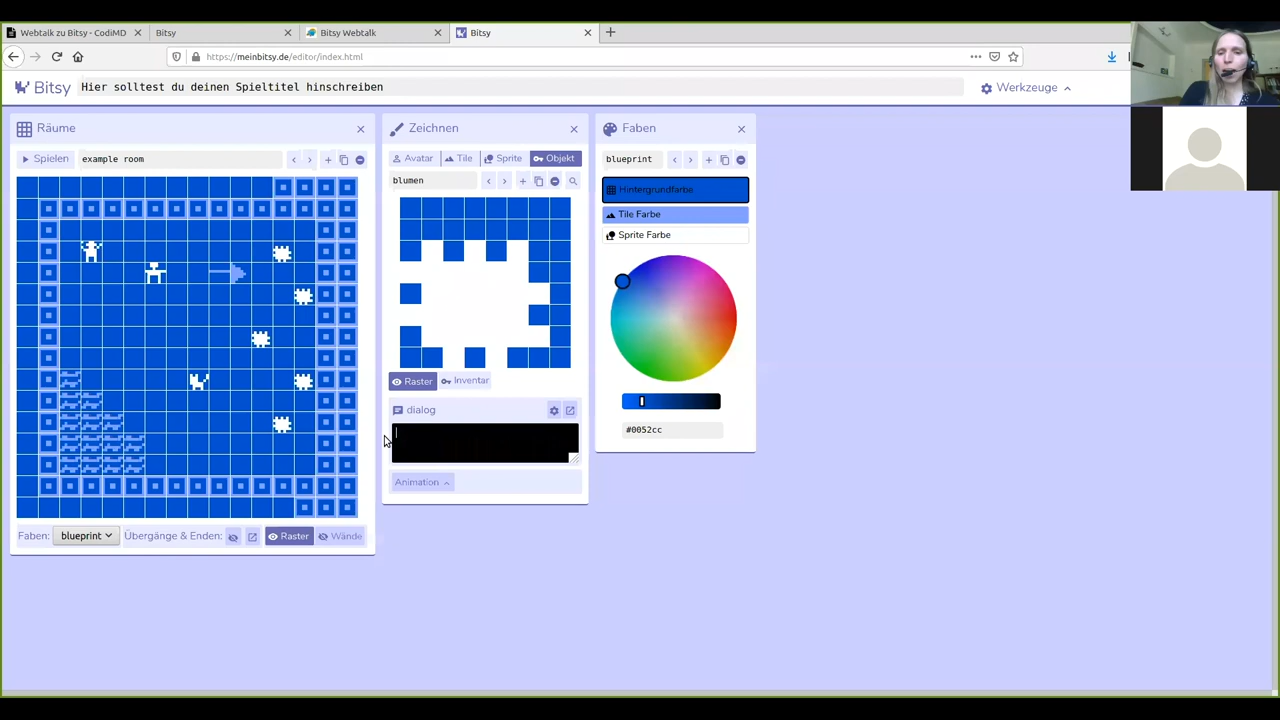 Webtalk zu Bitsy - CodiMD
Bitsy
Bitsy Webtalk
Bitsy
https://meinbitsy.de/editor/index.html
Bitsy
Hier solltest du deinen Spieltitel hinschreiben
Werkzeuge
Räume
Spielen
example room
Faben:
blueprint
Übergänge & Enden:
Raster
Wände
Zeichnen
Avatar
Tile
Sprite
Objekt
blumen
Raster
Inventar
dialog
Animation
Faben
blueprint
Hintergrundfarbe
Tile Farbe
Sprite Farbe
#0052cc